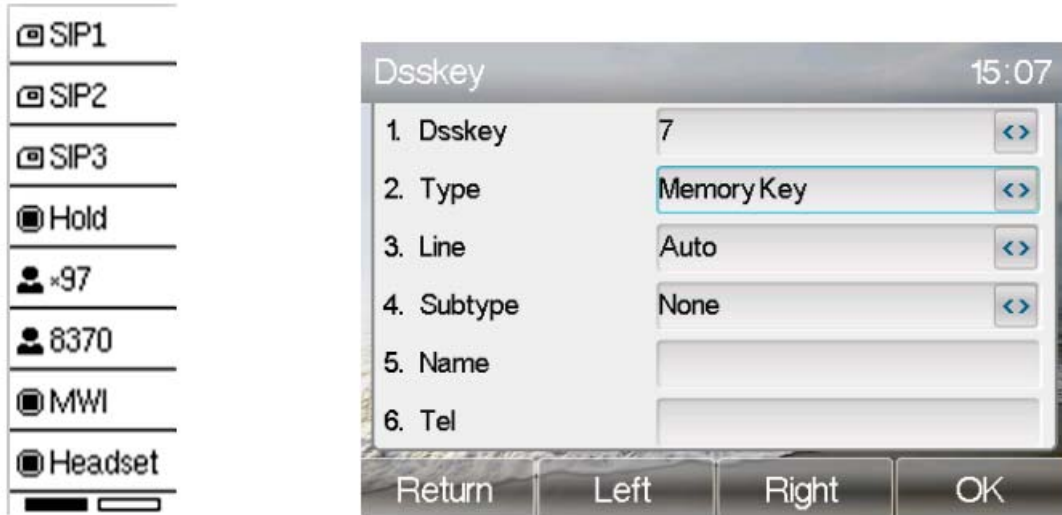 SIP1
SIP2
SIP3
Hold
×97
8370
MWI
Headset
Dsskey 15:07
1. Dsskey 7 <>
2. Type Memory Key <>
3. Line Auto <>
4. Subtype None <>
5. Name
6. Tel
Return Left Right OK